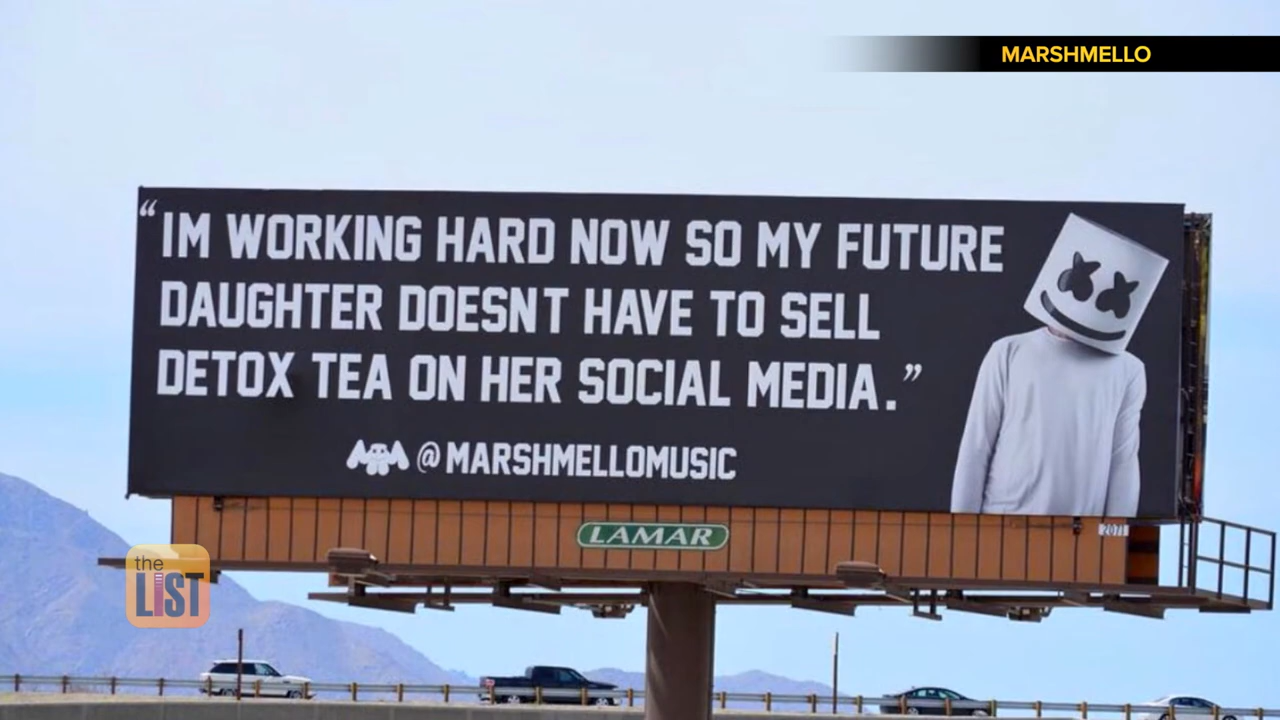 MARSHMELLO
“IM WORKING HARD NOW SO MY FUTURE
DAUGHTER DOESNT HAVE TO SELL
DETOX TEA ON HER SOCIAL MEDIA.”
@MARSHMELLOMUSIC
LAMAR
2071
the
LIST